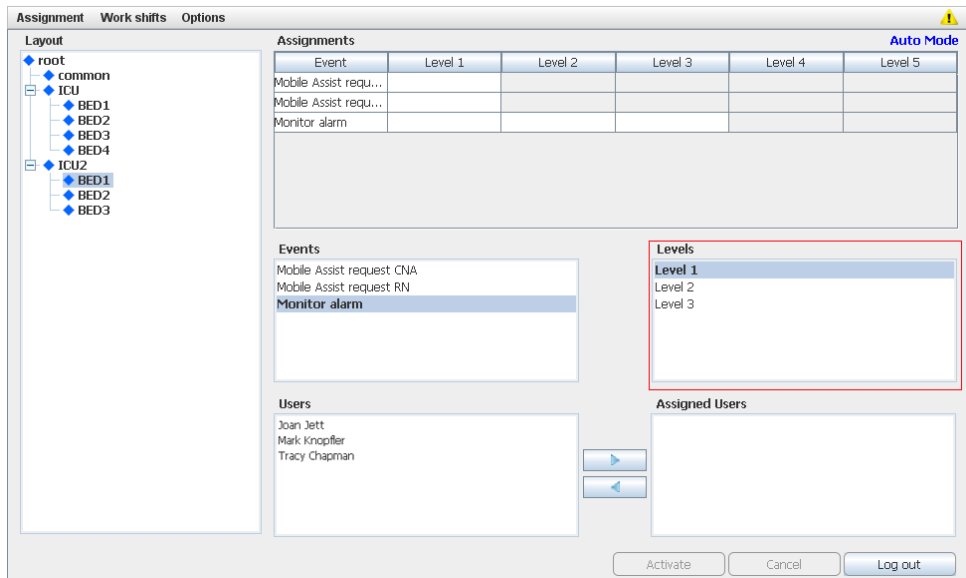 Assignment Work shifts Options
Layout
root
common
ICU
BED1
BED2
BED3
BED4
ICU2
BED1
BED2
BED3
Assignments Auto Mode
Event Level 1 Level 2 Level 3 Level 4 Level 5
Mobile Assist requ...
Mobile Assist requ...
Monitor alarm
Events
Mobile Assist request CNA
Mobile Assist request RN
Monitor alarm
Levels
Level 1
Level 2
Level 3
Users
Joan Jett
Mark Knopfler
Tracy Chapman
Assigned Users
Activate Cancel Log out